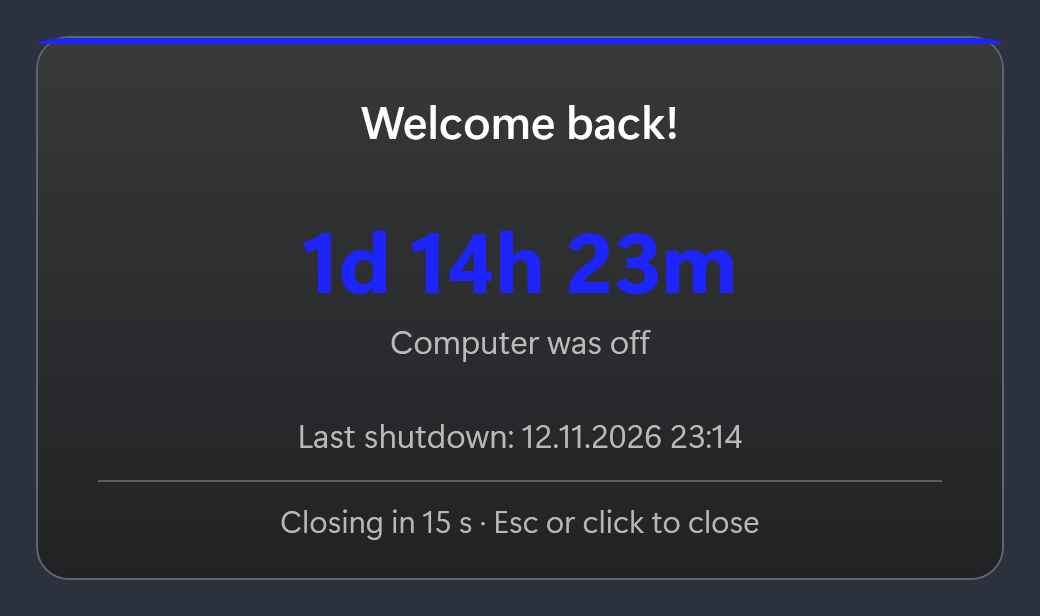 Welcome back!
1d 14h 23m
Computer was off
Last shutdown: 12.11.2026 23:14
Closing in 15 s · Esc or click to close